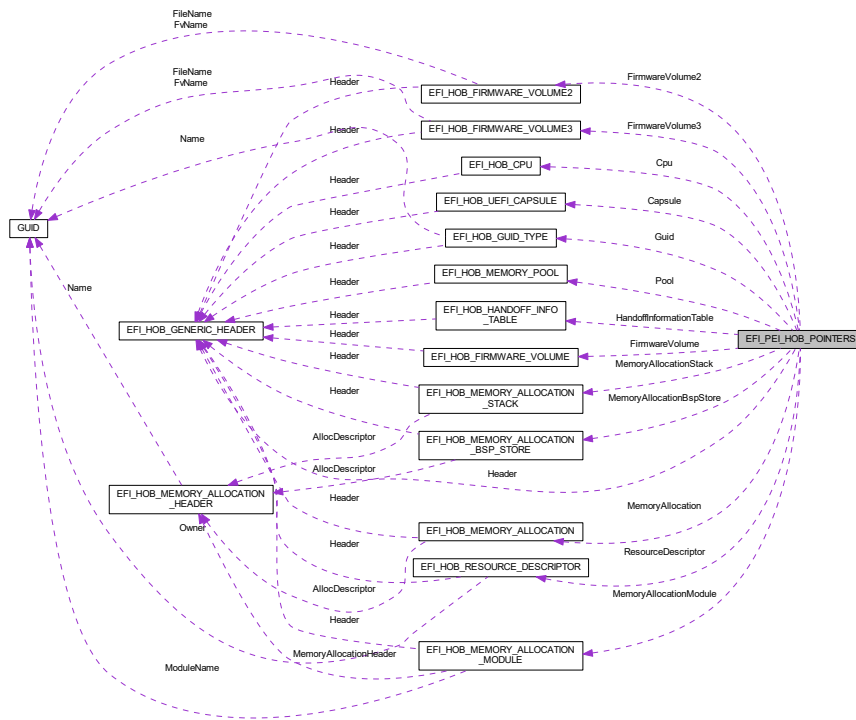 FileName
FvName
FirmwareVolume2
Header
EFI_HOB_FIRMWARE_VOLUME2
FileName
FvName
FirmwareVolume3
Header
EFI_HOB_FIRMWARE_VOLUME3
Name
Cpu
EFI_HOB_CPU
Header
Capsule
EFI_HOB_UEFI_CAPSULE
Header
GUID
Guid
EFI_HOB_GUID_TYPE
Header
Pool
EFI_HOB_MEMORY_POOL
Header
Name
HandoffInformationTable
EFI_HOB_HANDOFF_INFO
_TABLE
Header
EFI_HOB_GENERIC_HEADER
Header
EFI_PEI_HOB_POINTERS
FirmwareVolume
EFI_HOB_FIRMWARE_VOLUME
Header
MemoryAllocationStack
EFI_HOB_MEMORY_ALLOCATION
_STACK
Header
MemoryAllocationBspStore
EFI_HOB_MEMORY_ALLOCATION
_BSP_STORE
AllocDescriptor
AllocDescriptor
Header
EFI_HOB_MEMORY_ALLOCATION
_HEADER
Header
MemoryAllocation
Owner
EFI_HOB_MEMORY_ALLOCATION
Header
ResourceDescriptor
EFI_HOB_RESOURCE_DESCRIPTOR
AllocDescriptor
MemoryAllocationModule
Header
MemoryAllocationHeader
EFI_HOB_MEMORY_ALLOCATION
_MODULE
ModuleName